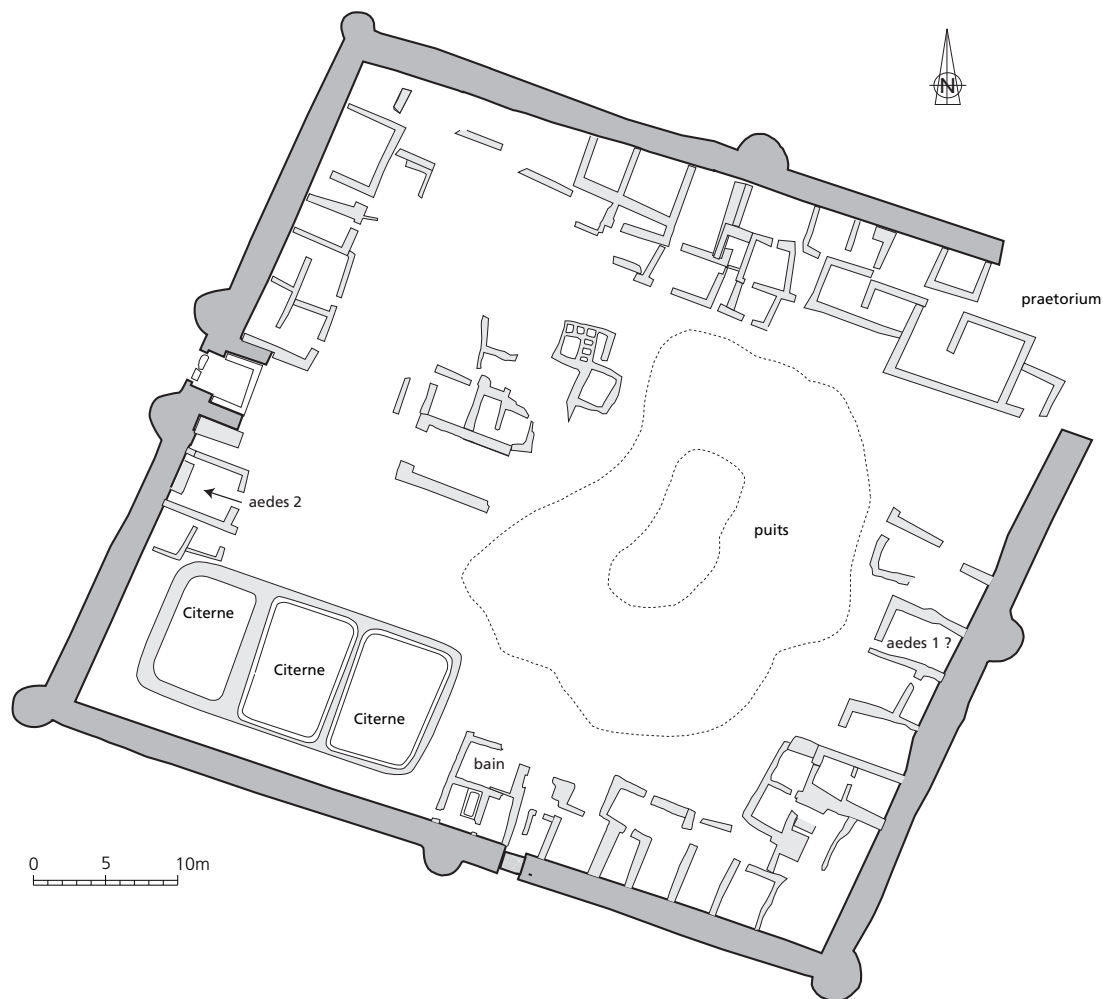 N
praetorium
aedes 2
puits
Citerne
Citerne
Citerne
aedes 1 ?
bain
0 5 10m